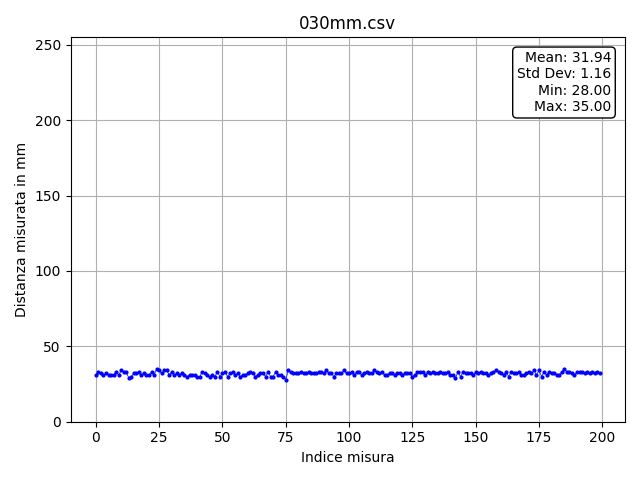 030mm.csv
Mean: 31.94
Std Dev: 1.16
Min: 28.00
Max: 35.00
Distanza misurata in mm
250
200
150
100
50
0
0 25 50 75 100 125 150 175 200
Indice misura